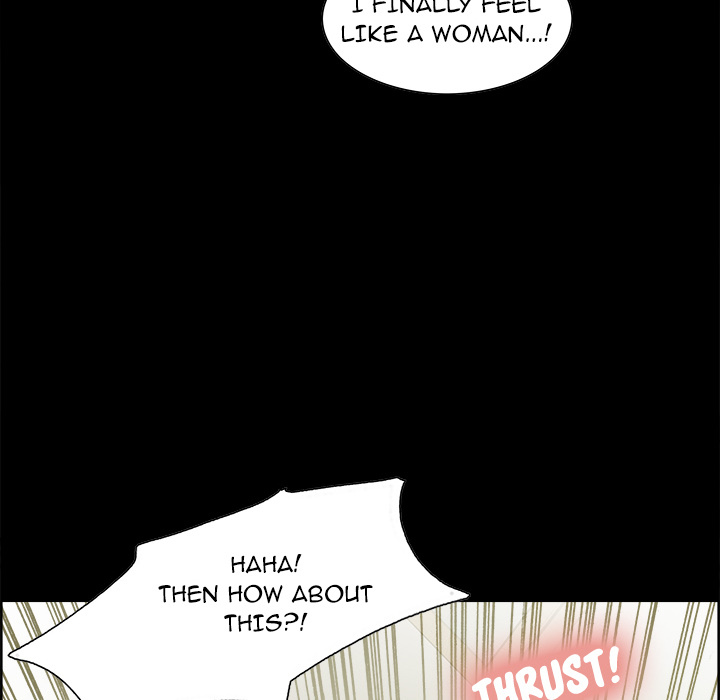 I FINALLY FEEL
LIKE A WOMAN...!
HAHA!
THEN HOW ABOUT
THIS?!
THRUST!